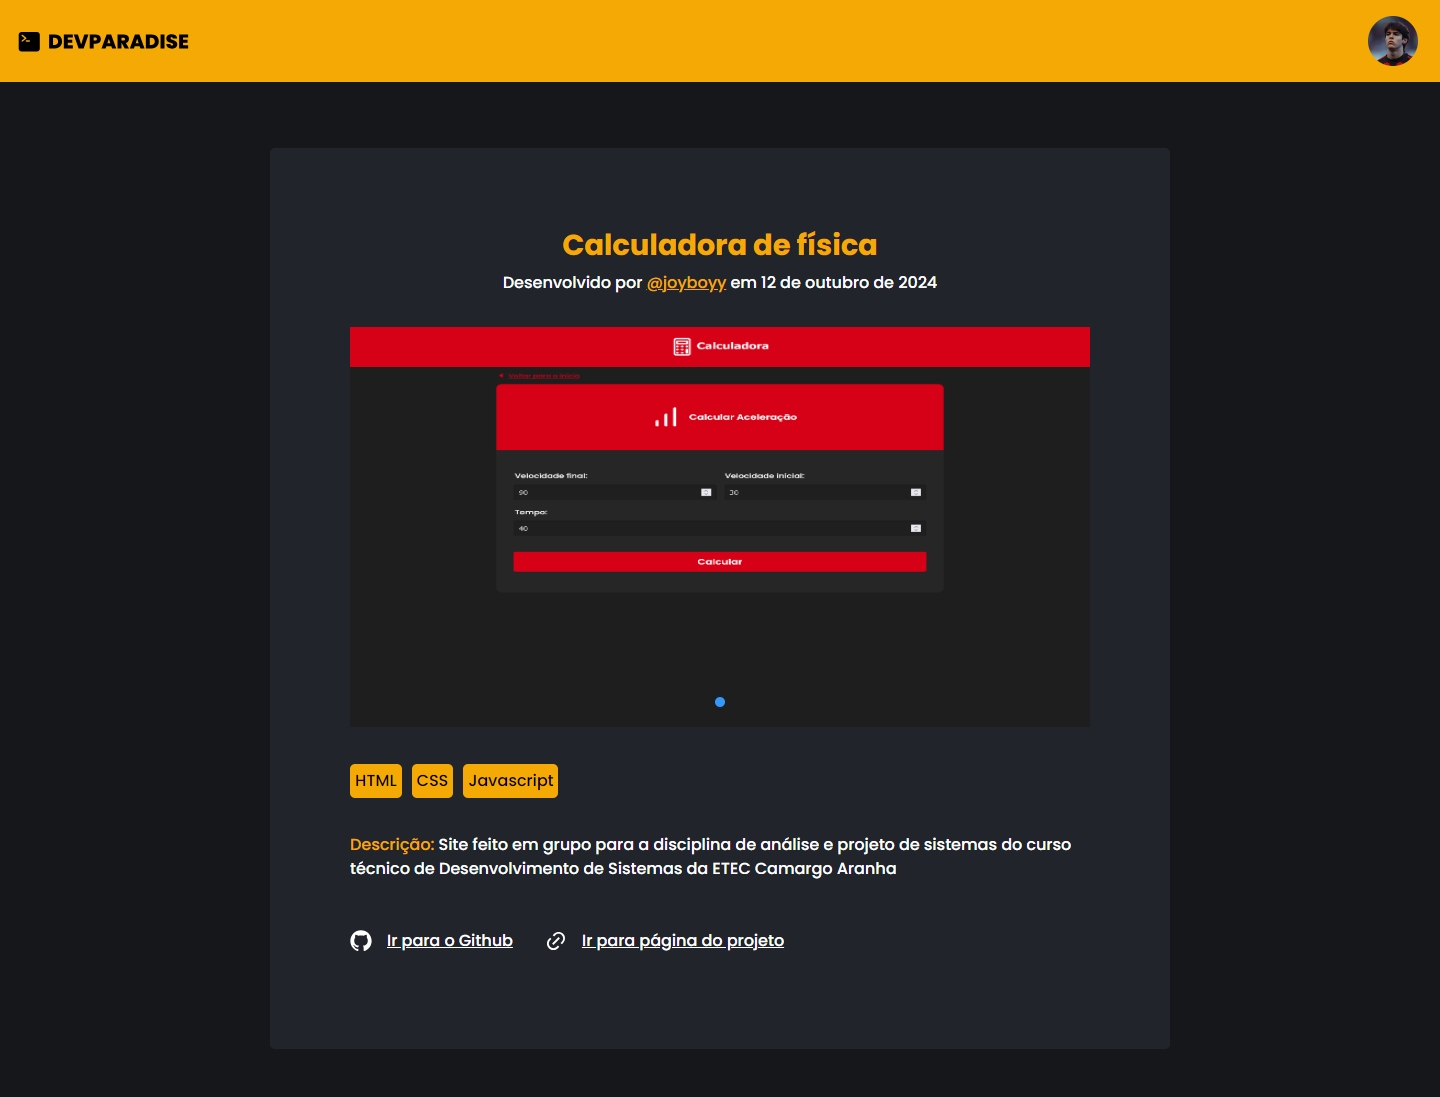 DEVPARADISE
Calculadora de física
Desenvolvido por @joyboyy em 12 de outubro de 2024
Calculadora
Voltar para o início
Calcular Aceleração
Velocidade final: Velocidade inicial:
90 30
Tempo:
40
Calcular
HTML CSS Javascript
Descrição: Site feito em grupo para a disciplina de análise e projeto de sistemas do curso
técnico de Desenvolvimento de Sistemas da ETEC Camargo Aranha
Ir para o Github Ir para página do projeto